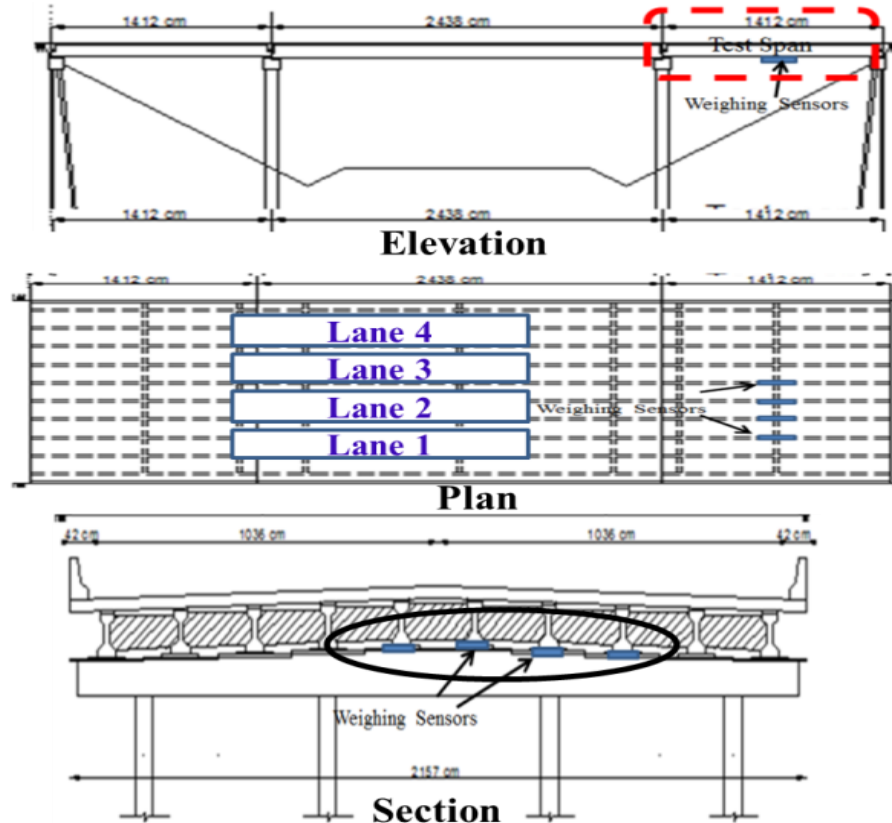 1412 cm 2438 cm 1412 cm
Test Span
Weighing Sensors
1412 cm 2438 cm 1412 cm
Elevation
1412 cm 2438 cm 1412 cm
Lane 4
Lane 3
Weighing Sensors
Lane 2
Lane 1
Plan
42 cm 1036 cm 1036 cm 42 cm
Weighing Sensors
2157 cm
Section